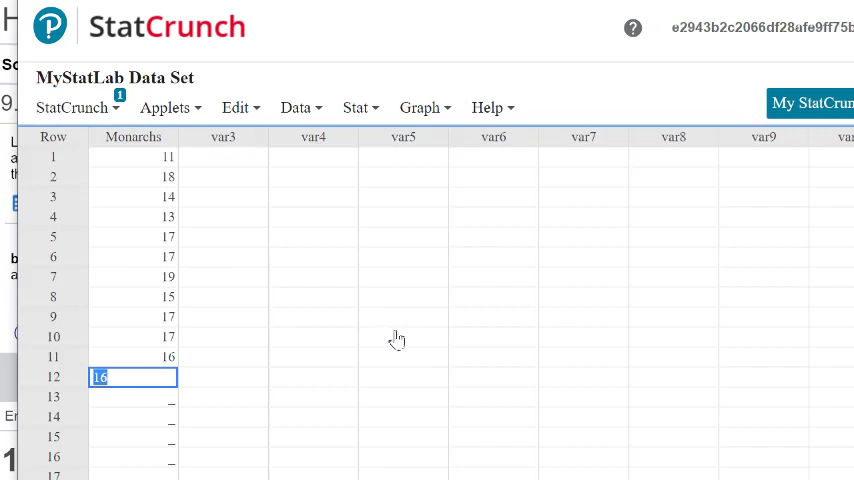 StatCrunch
e2943b2c2066df28afe9ff75b
MyStatLab Data Set
StatCrunch 1 Applets Edit Data Stat Graph Help
My StatCrun
Row Monarchs var3 var4 var5 var6 var7 var8 var9
1 11
2 18
3 14
4 13
5 17
6 17
7 19
8 15
9 17
10 17
11 16
12 16
13 _
14 _
15 _
16 _
17